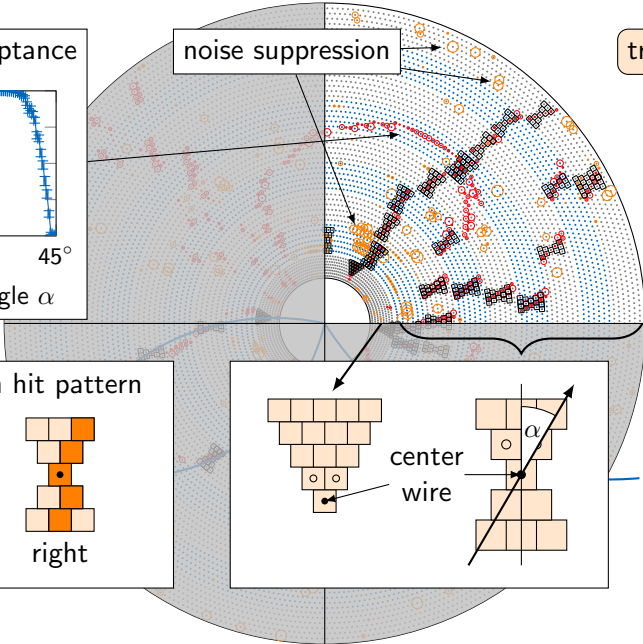 ptance
noise suppression
tr
45°
gle α
hit pattern
right
center
wire
α